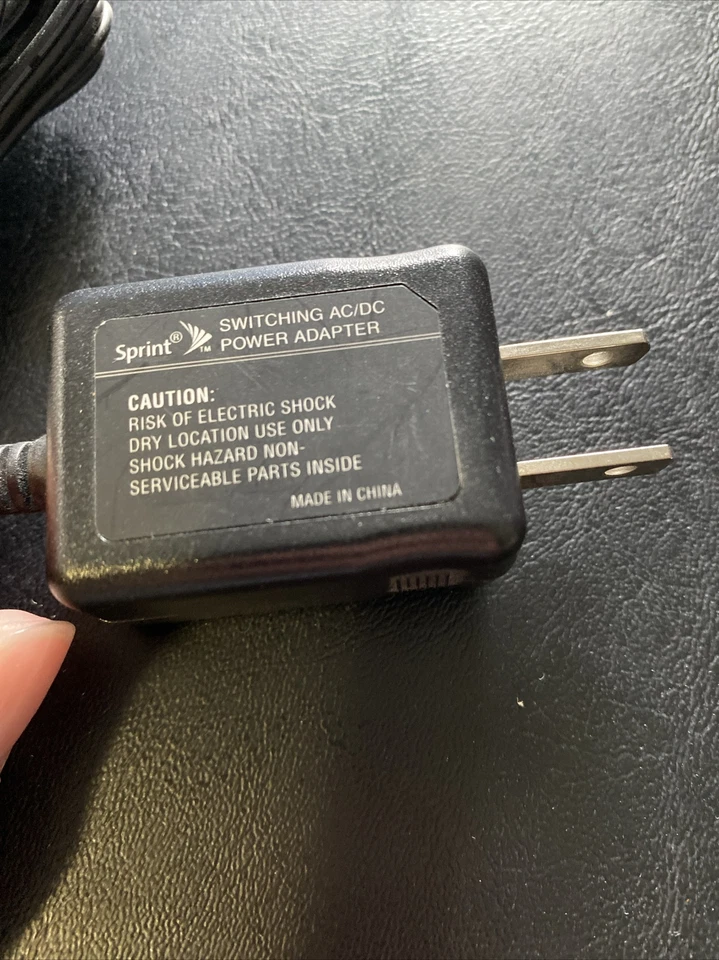 Sprint® ™ SWITCHING AC/DC
POWER ADAPTER
CAUTION:
RISK OF ELECTRIC SHOCK
DRY LOCATION USE ONLY
SHOCK HAZARD NON-
SERVICEABLE PARTS INSIDE
MADE IN CHINA